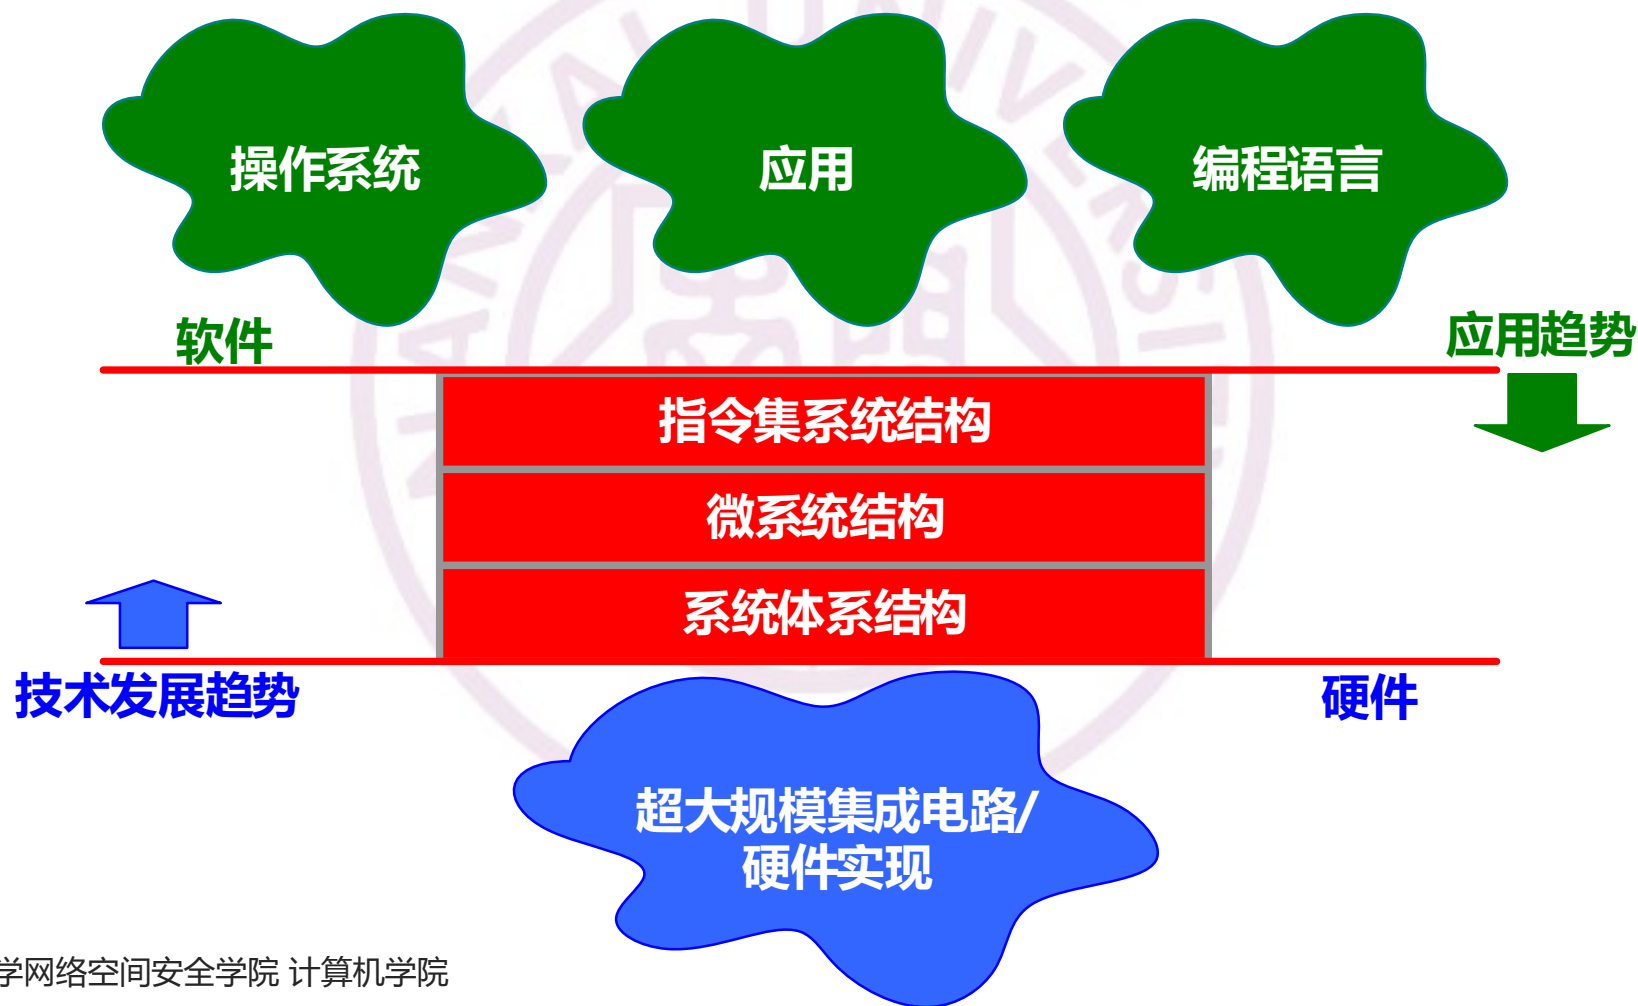 NANKAI UNIVERSITY
操作系统
应用
编程语言
软件
应用趋势
指令集系统结构
微系统结构
系统体系结构
技术发展趋势
硬件
超大规模集成电路/
硬件实现
学网络空间安全学院 计算机学院